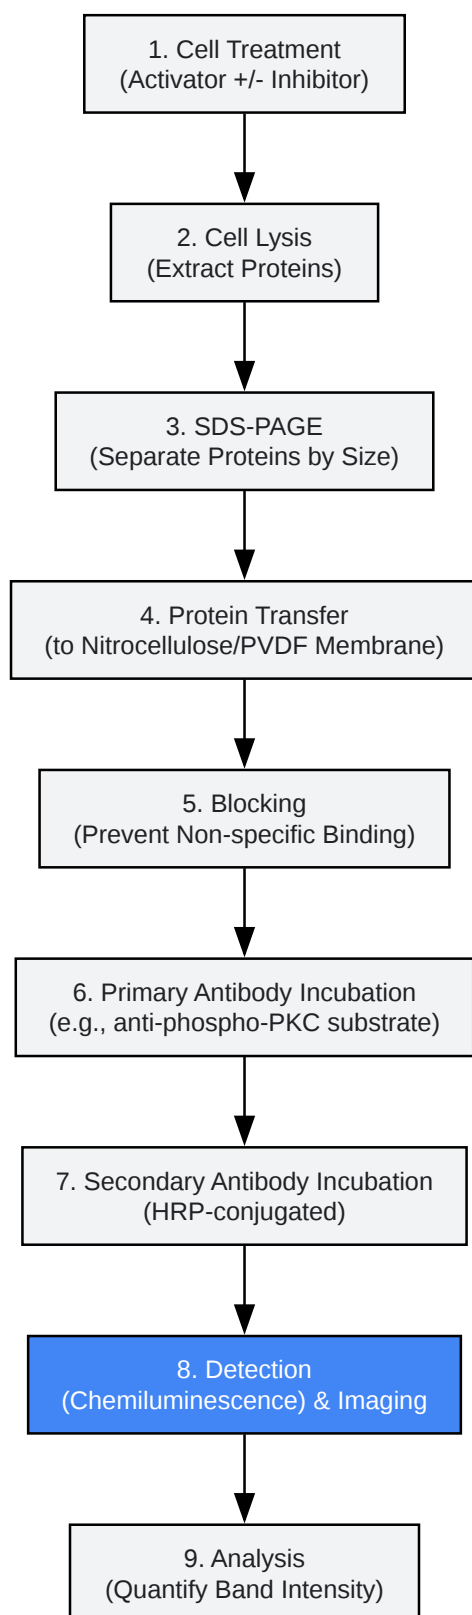 1. Cell Treatment
(Activator +/- Inhibitor)
2. Cell Lysis
(Extract Proteins)
3. SDS-PAGE
(Separate Proteins by Size)
4. Protein Transfer
(to Nitrocellulose/PVDF Membrane)
5. Blocking
(Prevent Non-specific Binding)
6. Primary Antibody Incubation
(e.g., anti-phospho-PKC substrate)
7. Secondary Antibody Incubation
(HRP-conjugated)
8. Detection
(Chemiluminescence) & Imaging
9. Analysis
(Quantify Band Intensity)